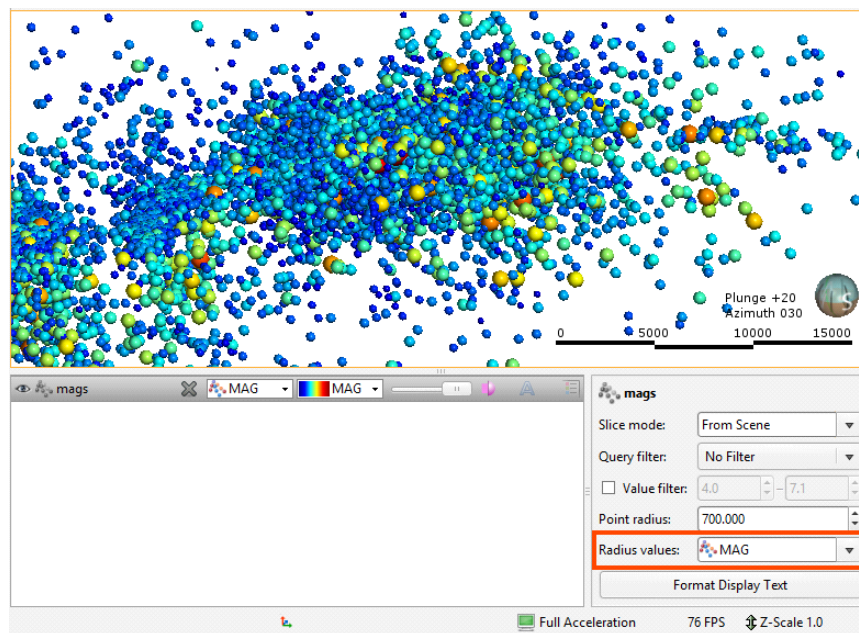 S
Plunge +20
Azimuth 030
0 5000 10000 15000
mags MAG MAG A
mags
Slice mode: From Scene
Query filter: No Filter
Value filter: 4.0 – 7.1
Point radius: 700.000
Radius values: MAG
Format Display Text
Full Acceleration 76 FPS Z-Scale 1.0